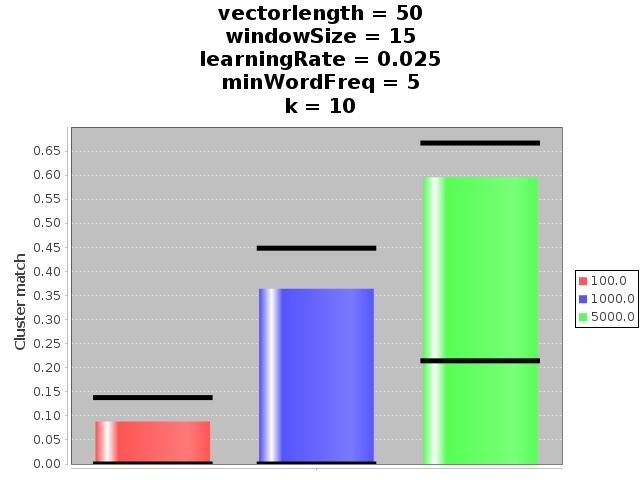 vectorlength = 50
windowSize = 15
learningRate = 0.025
minWordFreq = 5
k = 10
0.65
0.60
0.55
0.50
0.45
0.40
0.35
0.30
0.25
0.20
0.15
0.10
0.05
0.00
Cluster match
100.0
1000.0
5000.0